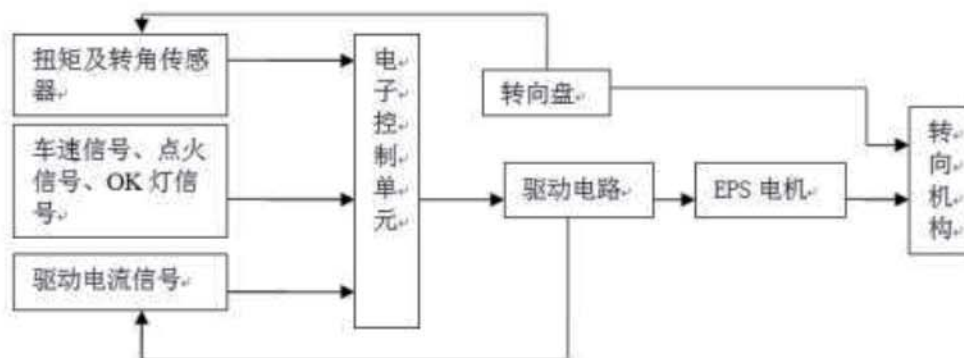 扭矩及转角传感
器
车速信号、点火
信号、OK 灯信
号
驱动电流信号
电
子
控
制
单
元
转向盘
驱动电路
EPS 电机
转
向
机
构